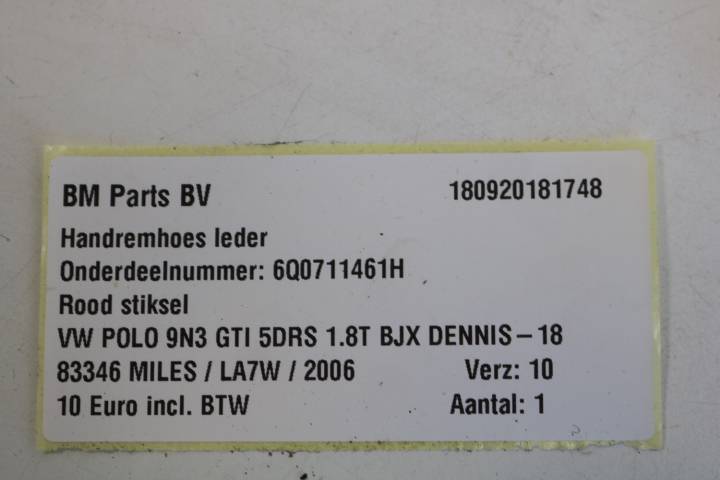 BM Parts BV 180920181748
Handremhoes leder
Onderdeelnummer: 6Q0711461H
Rood stiksel
VW POLO 9N3 GTI 5DRS 1.8T BJX DENNIS – 18
83346 MILES / LA7W / 2006 Verz: 10
10 Euro incl. BTW Aantal: 1